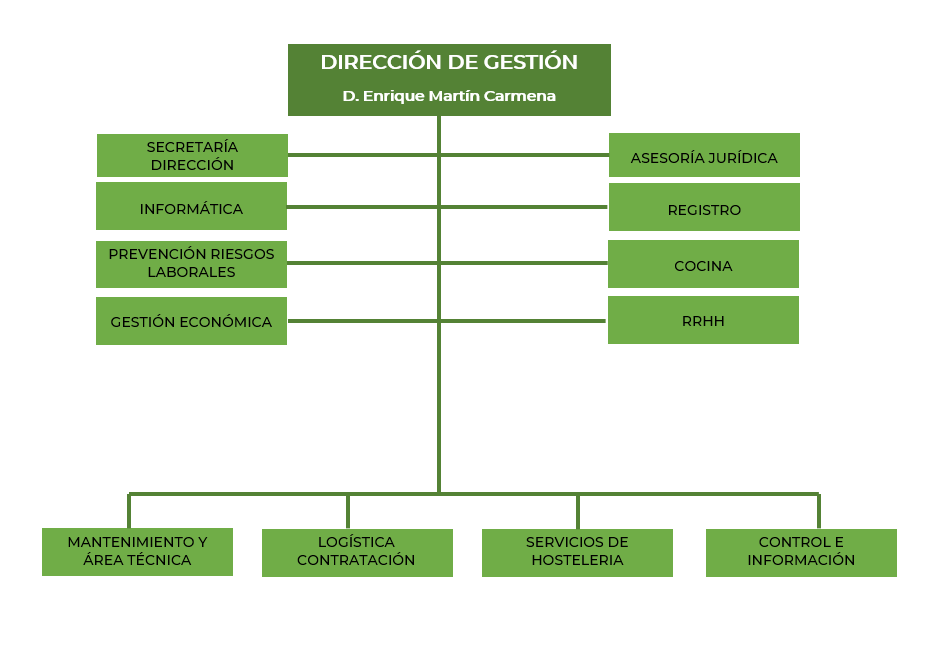 DIRECCIÓN DE GESTIÓN
D. Enrique Martín Carmena
SECRETARÍA
DIRECCIÓN
ASESORÍA JURÍDICA
INFORMÁTICA
REGISTRO
PREVENCIÓN RIESGOS
LABORALES
COCINA
GESTIÓN ECONÓMICA
RRHH
MANTENIMIENTO Y
ÁREA TÉCNICA
LOGÍSTICA
CONTRATACIÓN
SERVICIOS DE
HOSTELERIA
CONTROL E
INFORMACIÓN